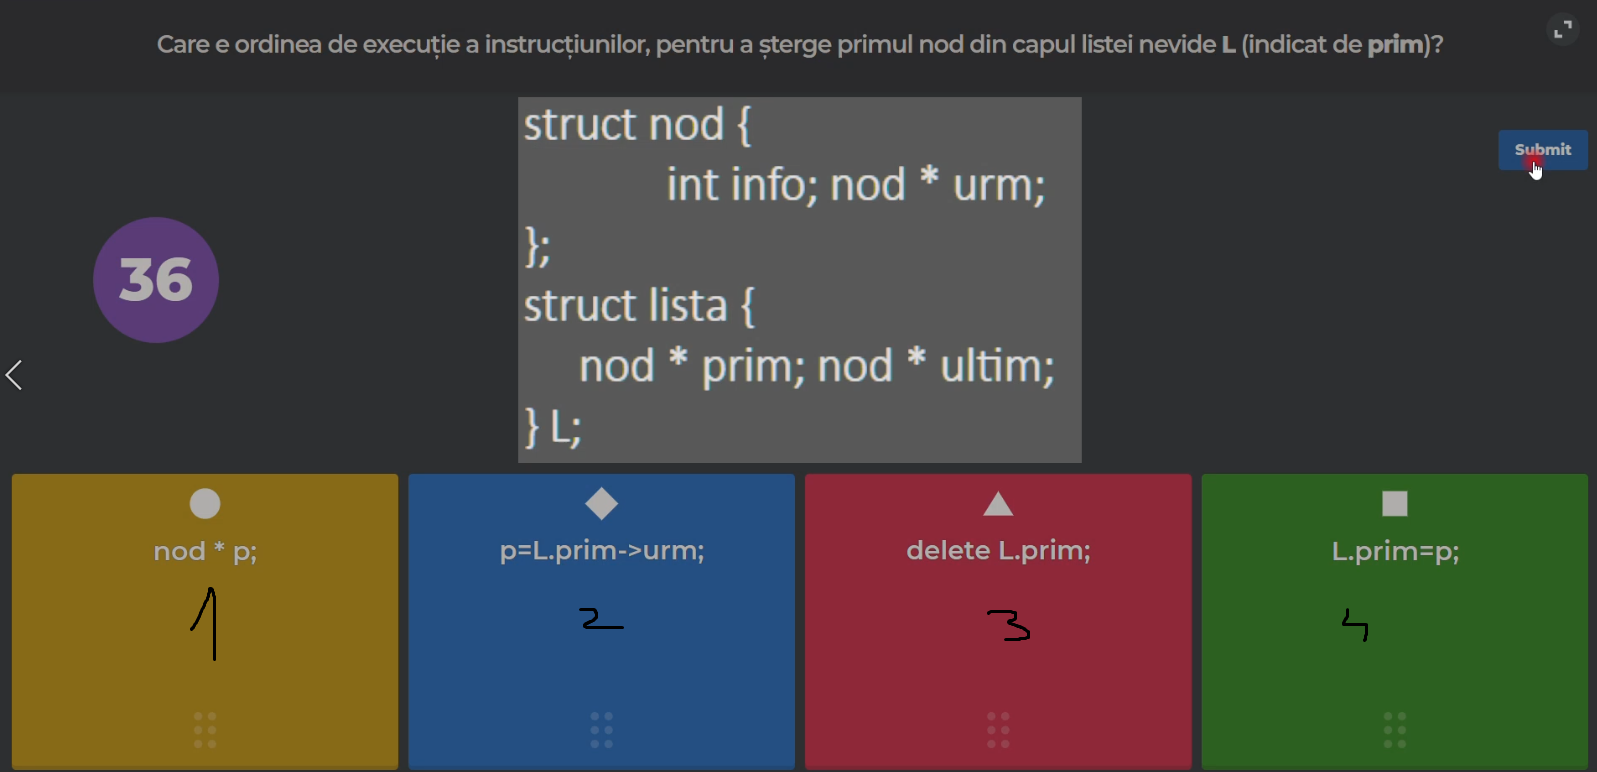 Care e ordinea de execuție a instrucțiunilor, pentru a șterge primul nod din capul listei nevide L (indicat de prim)?
struct nod {
int info; nod * urm;
};
struct lista {
nod * prim; nod * ultim;
} L;
Submit
36
nod * p;
p=L.prim->urm;
delete L.prim;
L.prim=p;
1
2
3
4